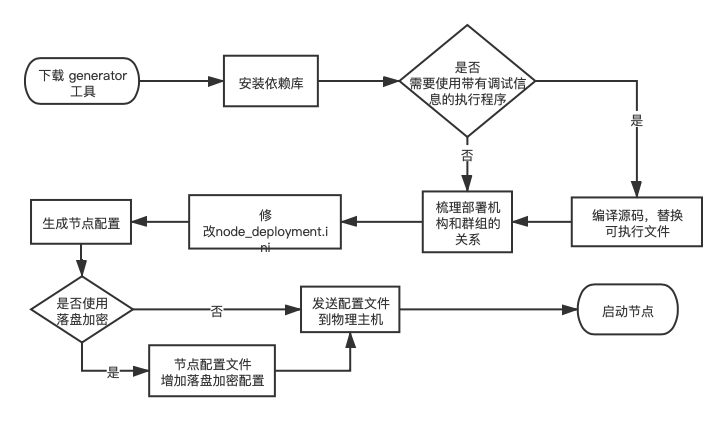 下载 generator
工具
安装依赖库
是否
需要使用带有调试信
息的执行程序
是
否
编译源码，替换
可执行文件
梳理部署机
构和群组的
关系
修
改node_deployment.i
ni
生成节点配置
是否使用
落盘加密
否
是
节点配置文件
增加落盘加密配置
发送配置文件
到物理主机
启动节点